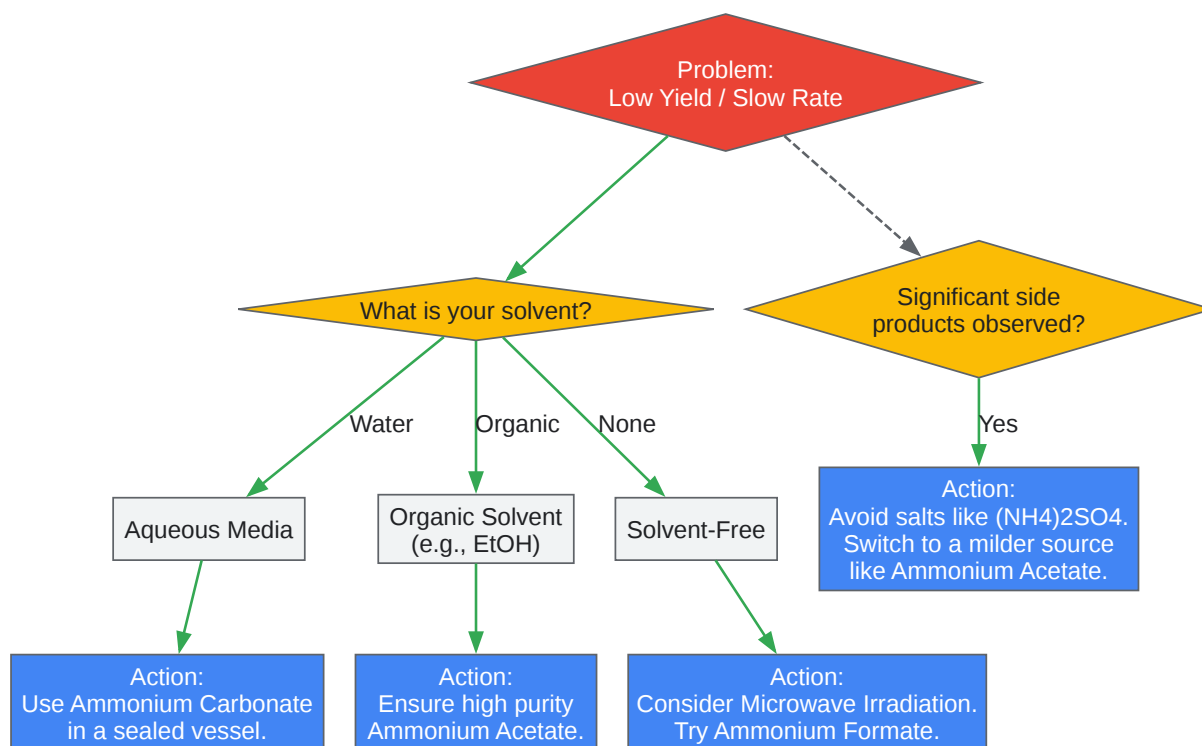 Problem:
Low Yield / Slow Rate
What is your solvent?
Significant side
products observed?
Water
Organic
None
Yes
Aqueous Media
Organic Solvent
(e.g., EtOH)
Solvent-Free
Action:
Avoid salts like (NH4)2SO4.
Switch to a milder source
like Ammonium Acetate.
Action:
Use Ammonium Carbonate
in a sealed vessel.
Action:
Ensure high purity
Ammonium Acetate.
Action:
Consider Microwave Irradiation.
Try Ammonium Formate.